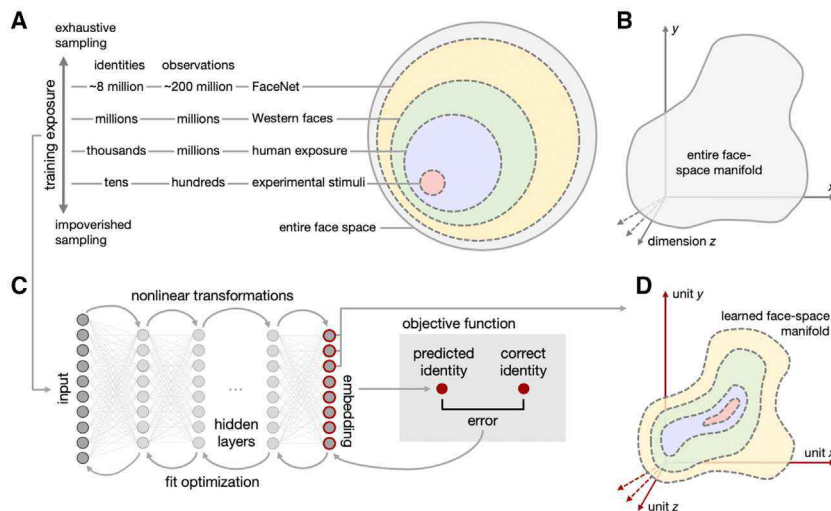 A
exhaustive
sampling
identities observations
~8 million ~200 million FaceNet
millions millions Western faces
thousands millions human exposure
tens hundreds experimental stimuli
training exposure
impoverished
sampling
entire face space
B
y
entire face-
space manifold
x
dimension z
C
nonlinear transformations
input
...
hidden
layers
embedding
fit optimization
objective function
predicted
identity
correct
identity
error
D
unit y
learned face-space
manifold
unit x
unit z